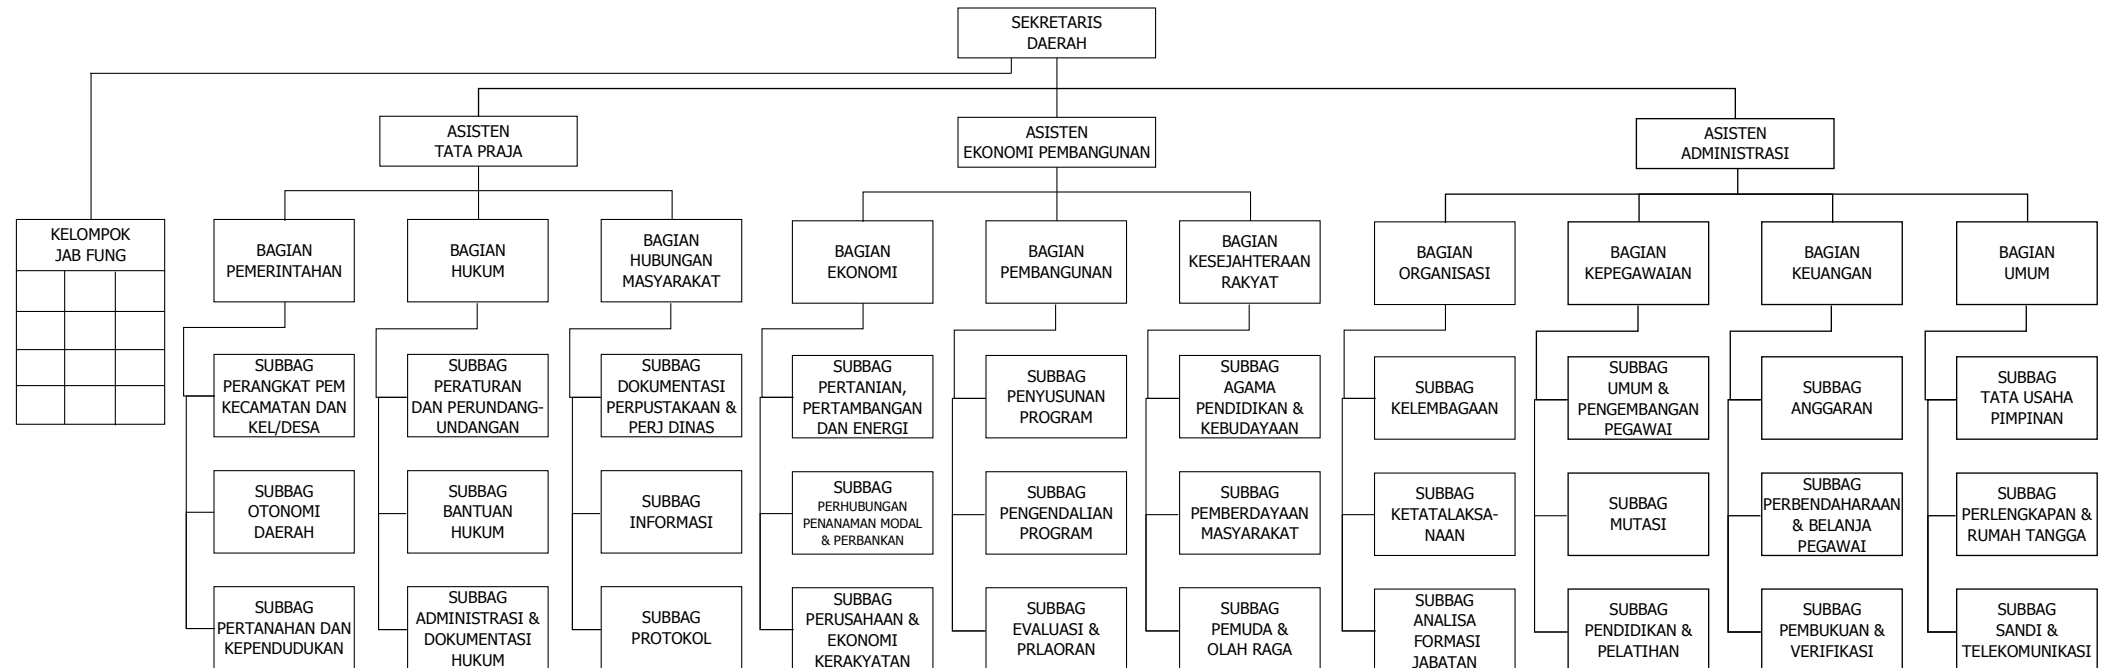 SEKRETARIS
DAERAH
ASISTEN
TATA PRAJA
ASISTEN
EKONOMI PEMBANGUNAN
ASISTEN
ADMINISTRASI
KELOMPOK
JAB FUNG
BAGIAN
PEMERINTAHAN
BAGIAN
HUKUM
BAGIAN
HUBUNGAN
MASYARAKAT
BAGIAN
EKONOMI
BAGIAN
PEMBANGUNAN
BAGIAN
KESEJAHTERAAN
RAKYAT
BAGIAN
ORGANISASI
BAGIAN
KEPEGAWAIAN
BAGIAN
KEUANGAN
BAGIAN
UMUM
SUBBAG
PERANGKAT PEM
KECAMATAN DAN
KEL/DESA
SUBBAG
PERATURAN
DAN PERUNDANG-
UNDANGAN
SUBBAG
DOKUMENTASI
PERPUSTAKAAN &
PERJ DINAS
SUBBAG
PERTANIAN,
PERTAMBANGAN
DAN ENERGI
SUBBAG
PENYUSUNAN
PROGRAM
SUBBAG
AGAMA
PENDIDIKAN &
KEBUDAYAAN
SUBBAG
KELEMBAGAAN
SUBBAG
UMUM &
PENGEMBANGAN
PEGAWAI
SUBBAG
ANGGARAN
SUBBAG
TATA USAHA
PIMPINAN
SUBBAG
OTONOMI
DAERAH
SUBBAG
BANTUAN
HUKUM
SUBBAG
INFORMASI
SUBBAG
PERHUBUNGAN
PENANAMAN MODAL
& PERBANKAN
SUBBAG
PENGENDALIAN
PROGRAM
SUBBAG
PEMBERDAYAAN
MASYARAKAT
SUBBAG
KETATALAKSA-
NAAN
SUBBAG
MUTASI
SUBBAG
PERBENDAHARAAN
& BELANJA
PEGAWAI
SUBBAG
PERLENGKAPAN &
RUMAH TANGGA
SUBBAG
PERTANAHAN DAN
KEPENDUDUKAN
SUBBAG
ADMINISTRASI &
DOKUMENTASI
HUKUM
SUBBAG
PROTOKOL
SUBBAG
PERUSAHAAN &
EKONOMI
KERAKYATAN
SUBBAG
EVALUASI &
PRLAORAN
SUBBAG
PEMUDA &
OLAH RAGA
SUBBAG
ANALISA
FORMASI
JABATAN
SUBBAG
PENDIDIKAN &
PELATIHAN
SUBBAG
PEMBUKUAN &
VERIFIKASI
SUBBAG
SANDI &
TELEKOMUNIKASI